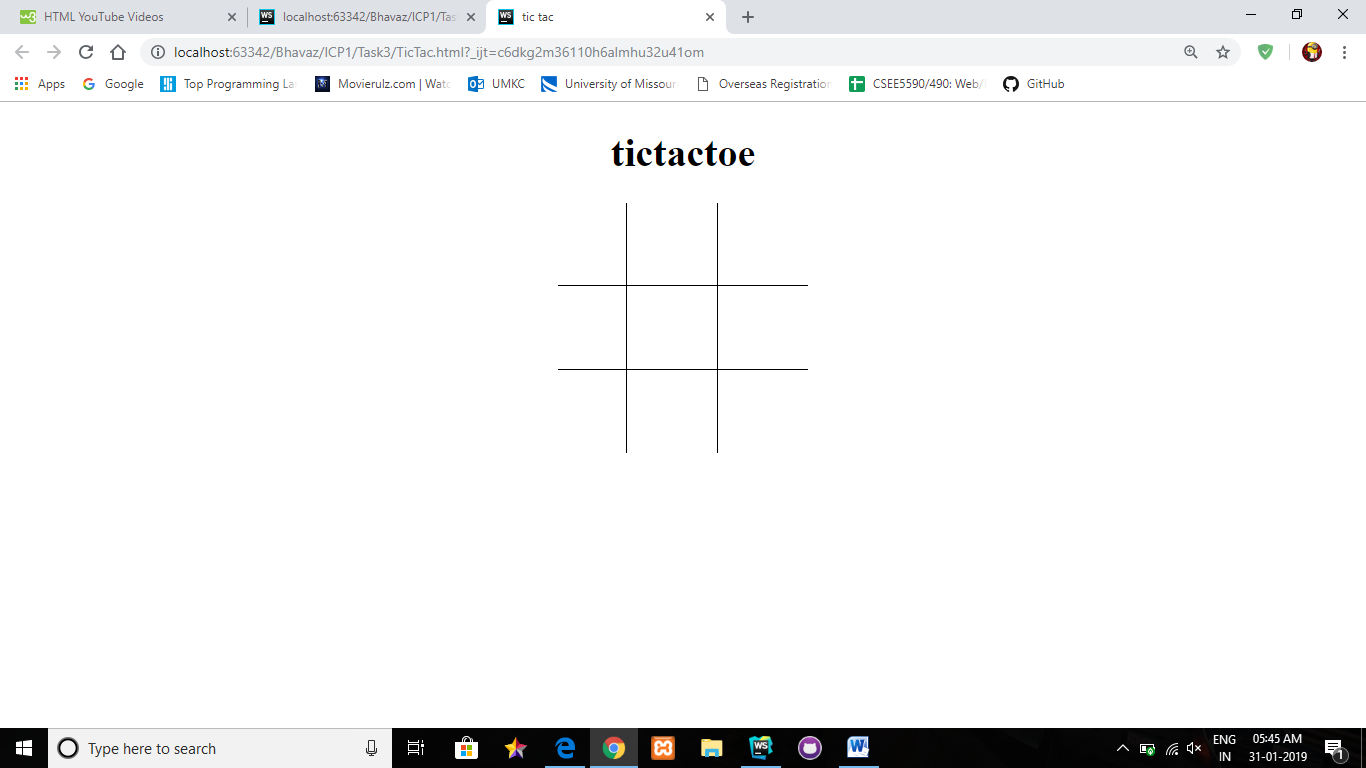 HTML YouTube Videos
localhost:63342/Bhavaz/ICP1/Tas
tic tac
localhost:63342/Bhavaz/ICP1/Task3/TicTac.html?_ijt=c6dkg2m36110h6almhu32u41om
Apps
Google
Top Programming La
Movierulz.com | Watc
UMKC
University of Missour
Overseas Registration
CSEE5590/490: Web/
GitHub
tictactoe
Type here to search
ENG
IN
05:45 AM
31-01-2019
1